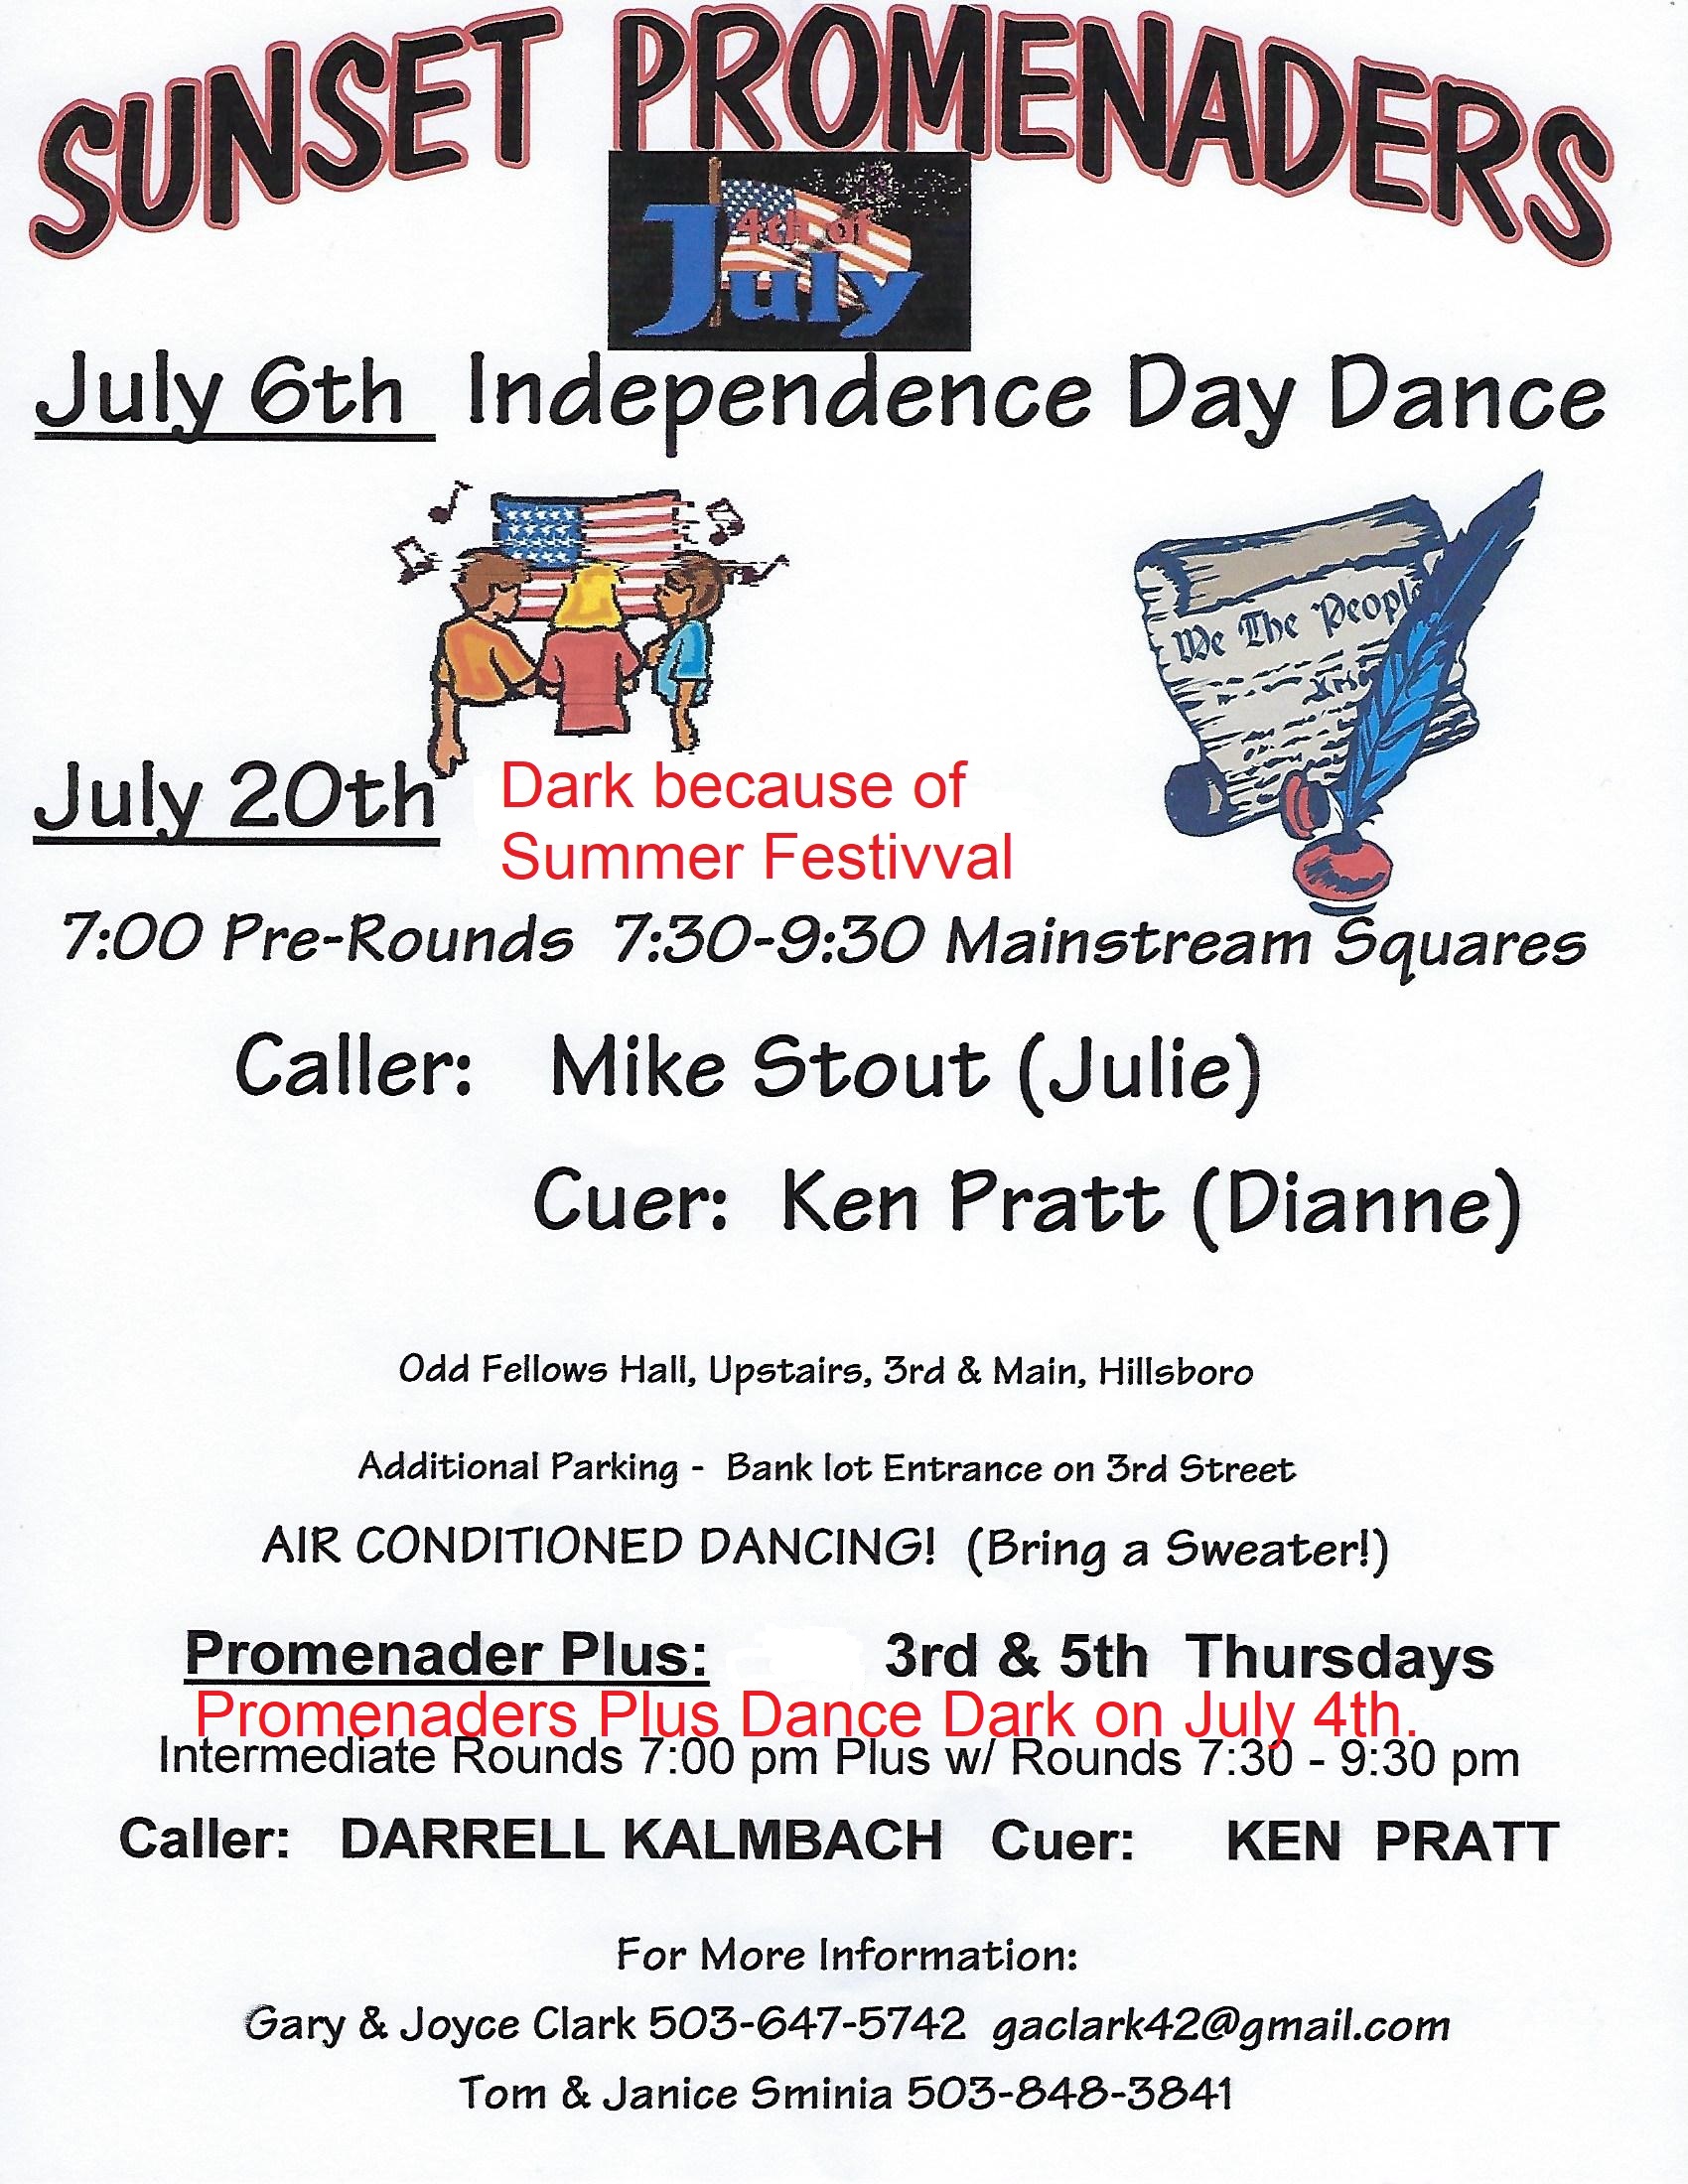 SUNSET PROMENADERS
4th of
July
July 6th Independence Day Dance
We The People
July 20th Dark because of
Summer Festivval
7:00 Pre-Rounds 7:30-9:30 Mainstream Squares
Caller: Mike Stout (Julie)
Cuer: Ken Pratt (Dianne)
Odd Fellows Hall, Upstairs, 3rd & Main, Hillsboro
Additional Parking - Bank lot Entrance on 3rd Street
AIR CONDITIONED DANCING! (Bring a Sweater!)
Promenader Plus: 3rd & 5th Thursdays
Promenaders Plus Dance Dark on July 4th.
Intermediate Rounds 7:00 pm Plus w/ Rounds 7:30 - 9:30 pm
Caller: DARRELL KALMBACH Cuer: KEN PRATT
For More Information:
Gary & Joyce Clark 503-647-5742 gaclark42@gmail.com
Tom & Janice Sminia 503-848-3841